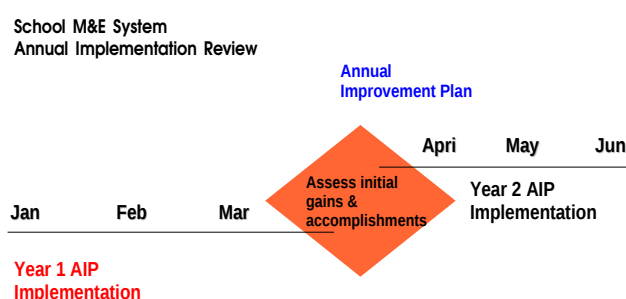 School M&E System
Annual Implementation Review
Annual
Improvement Plan
Apri May Jun
Assess initial
gains &
accomplishments
Year 2 AIP
Implementation
Jan Feb Mar
Year 1 AIP
Implementation